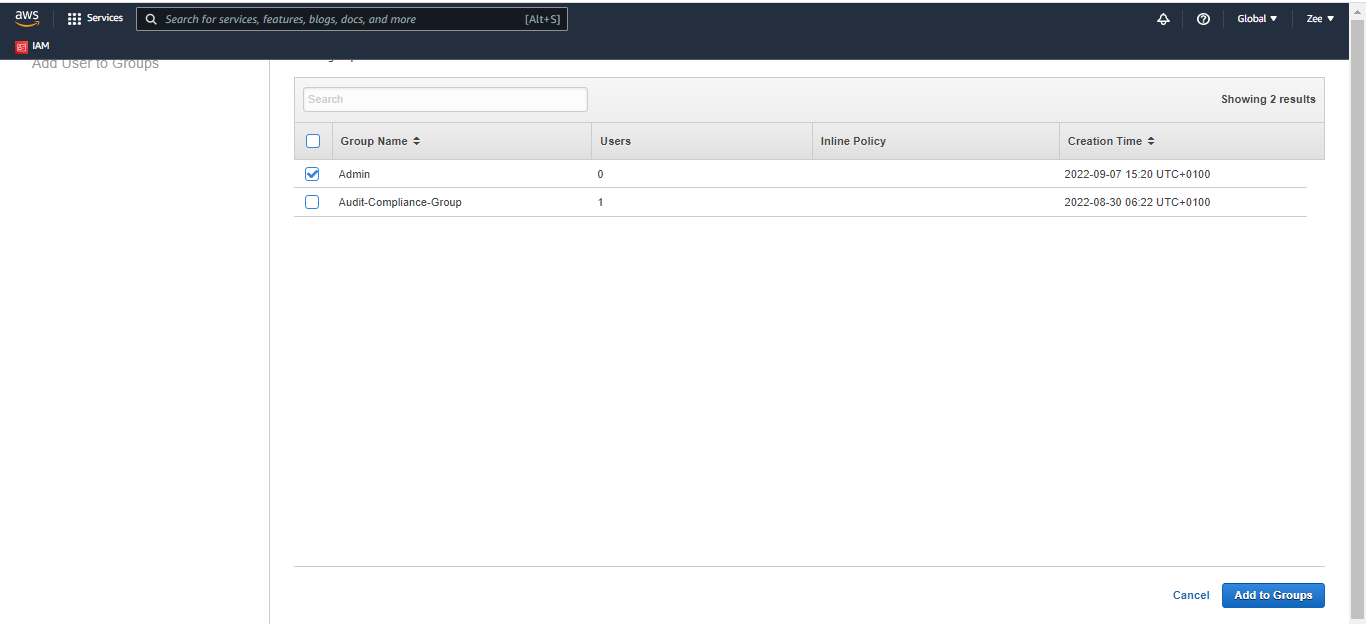 aws Services Search for services, features, blogs, docs, and more [Alt+S] Global Zee
IAM
Add User to Groups
Search Showing 2 results
Group Name Users Inline Policy Creation Time
Admin 0 2022-09-07 15:20 UTC+0100
Audit-Compliance-Group 1 2022-08-30 06:22 UTC+0100
Cancel Add to Groups